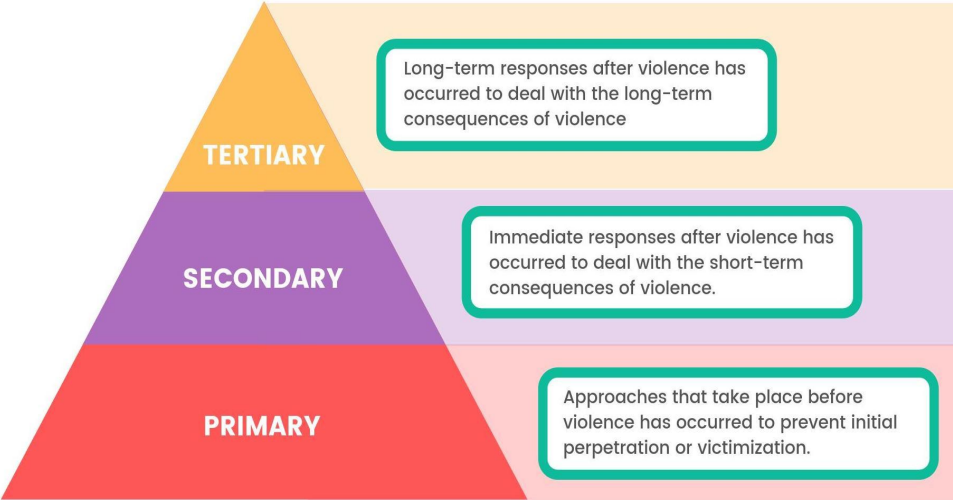 Long-term responses after violence has
occurred to deal with the long-term
consequences of violence
TERTIARY
Immediate responses after violence has
occurred to deal with the short-term
consequences of violence.
SECONDARY
Approaches that take place before
violence has occurred to prevent initial
perpetration or victimization.
PRIMARY